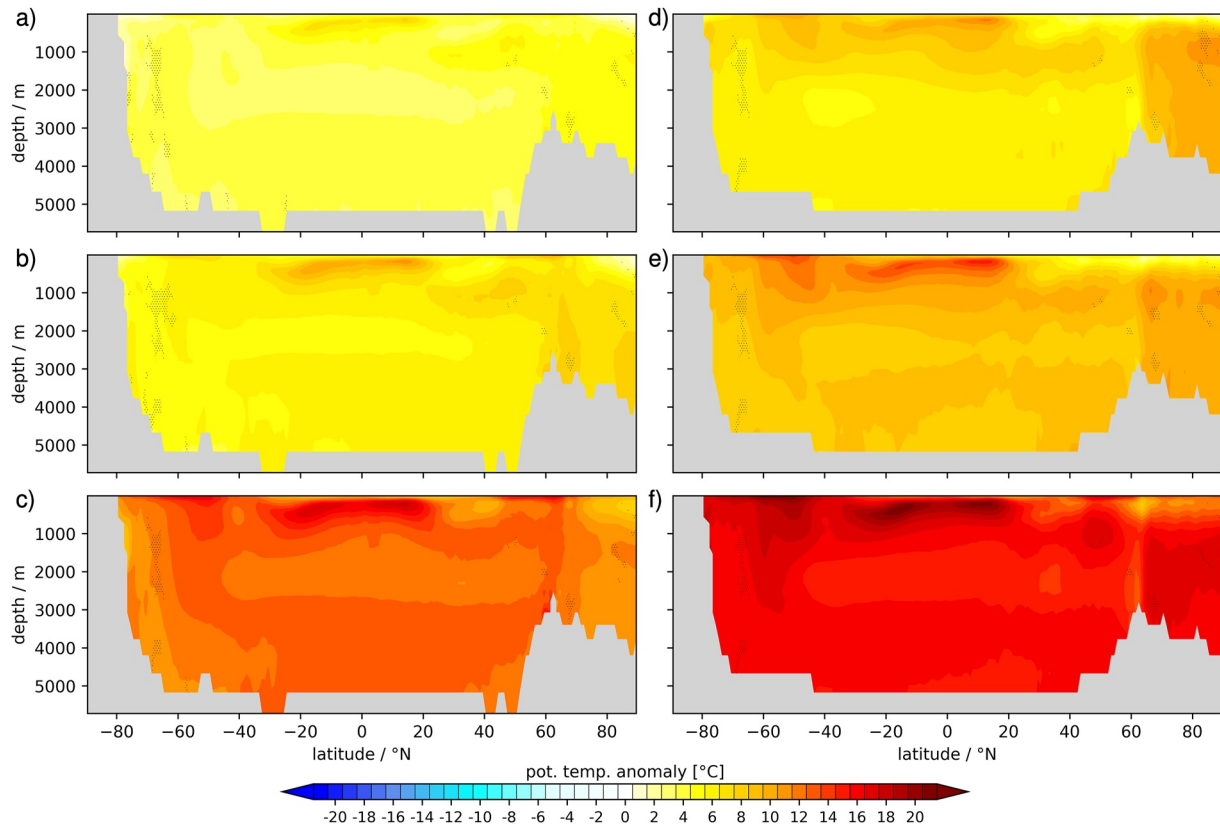 a)
d)
1000
2000
3000
4000
5000
depth / m
b)
e)
1000
2000
3000
4000
5000
depth / m
c)
f)
1000
2000
3000
4000
5000
depth / m
−80 −60 −40 −20 0 20 40 60 80
−80 −60 −40 −20 0 20 40 60 80
latitude / °N
latitude / °N
pot. temp. anomaly [°C]
-20 -18 -16 -14 -12 -10 -8 -6 -4 -2 0 2 4 6 8 10 12 14 16 18 20